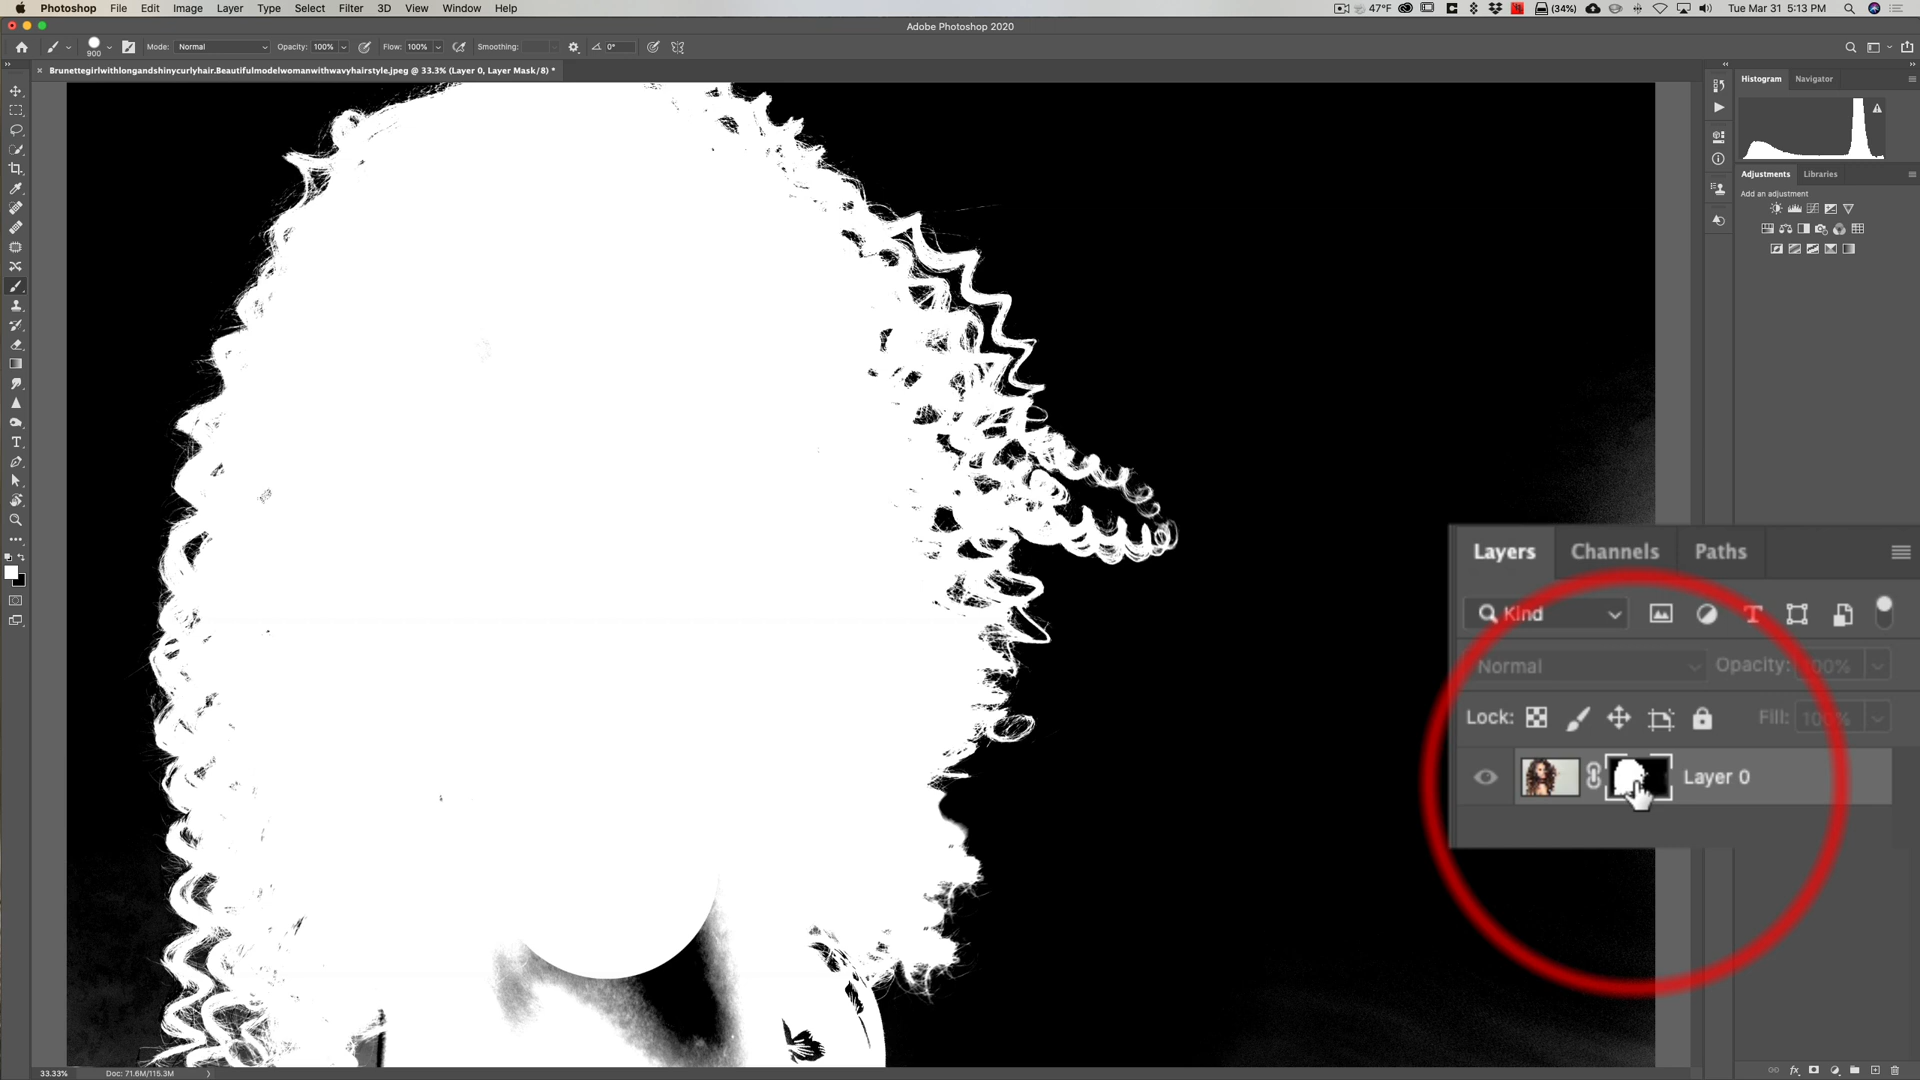 Photoshop File Edit Image Layer Type Select Filter 3D View Window Help
47°F (34%) Tue Mar 31 5:13 PM
Adobe Photoshop 2020
900 Mode: Normal Opacity: 100% Flow: 100% Smoothing: 0°
Brunettegirlwithlongandshinycurlyhair.Beautifulmodelwomanwithwavyhairstyle.jpeg @ 33.3% (Layer 0, Layer Mask/8) *
Histogram Navigator
Adjustments Libraries
Add an adjustment
Layers Channels Paths
Kind
Normal Opacity: 100%
Lock: Fill: 100%
Layer 0
33.33% Doc: 71.6M/115.3M